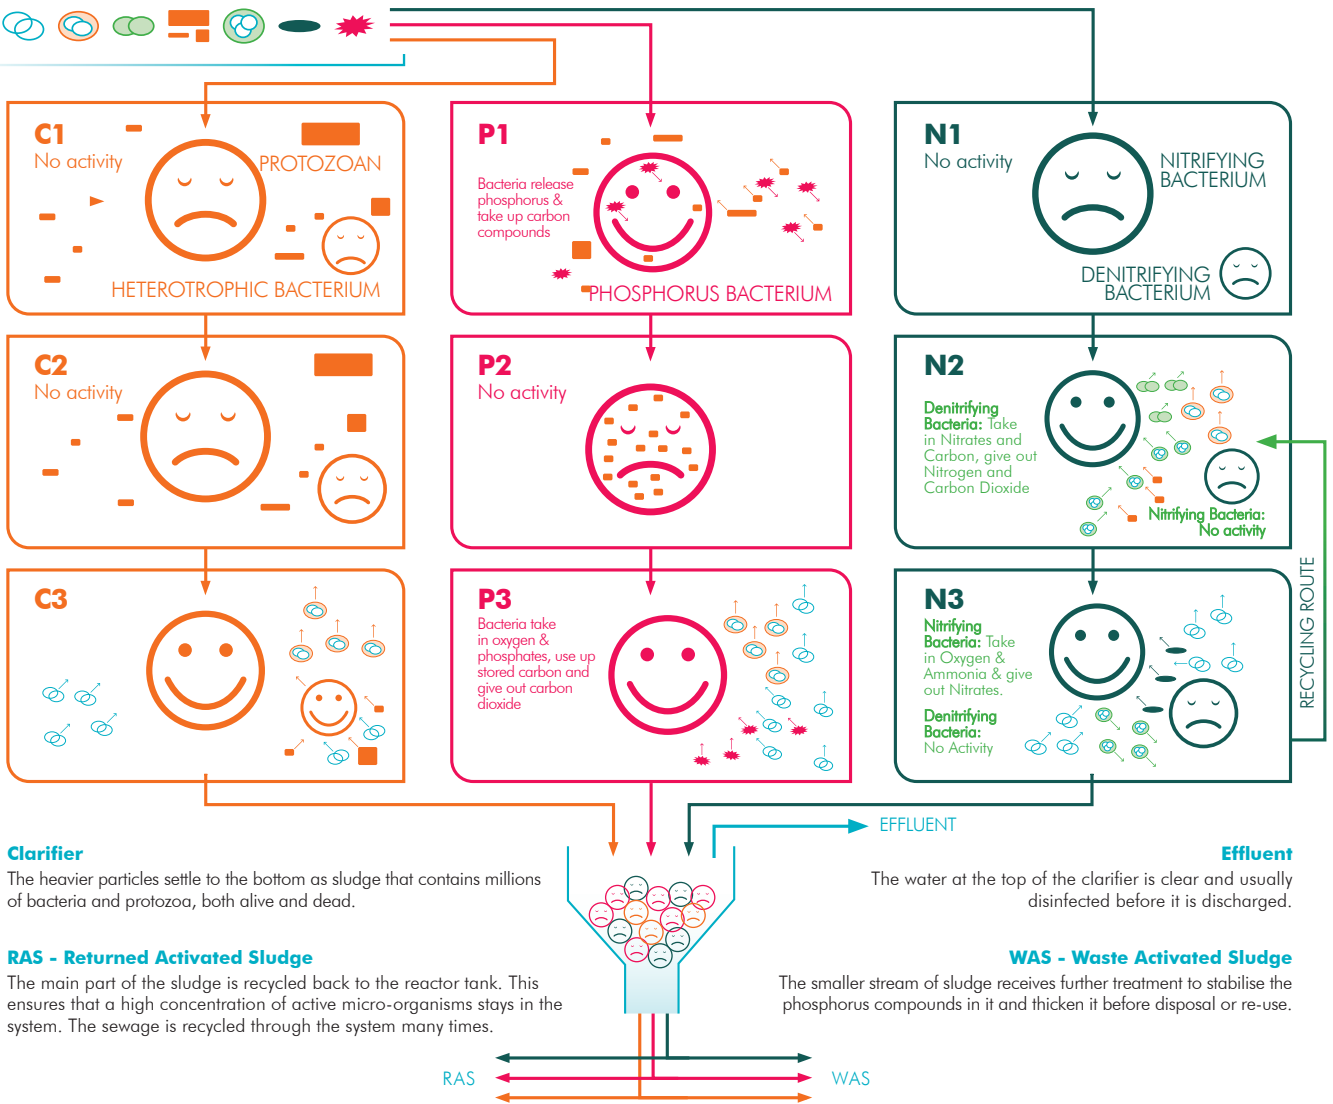 C1
No activity
PROTOZOAN
HETEROTROPHIC BACTERIUM
P1
Bacteria release
phosphorus &
take up carbon
compounds
PHOSPHORUS BACTERIUM
N1
No activity
NITRIFYING
BACTERIUM
DENITRIFYING
BACTERIUM
C2
No activity
P2
No activity
N2
Denitrifying
Bacteria: Take
in Nitrates and
Carbon, give out
Nitrogen and
Carbon Dioxide
Nitrifying Bacteria:
No activity
C3
P3
Bacteria take
in oxygen &
phosphates, use up
stored carbon and
give out carbon
dioxide
N3
Nitrifying
Bacteria: Take
in Oxygen &
Ammonia & give
out Nitrates.
Denitrifying
Bacteria:
No Activity
RECYCLING ROUTE
EFFLUENT
Clarifier
The heavier particles settle to the bottom as sludge that contains millions
of bacteria and protozoa, both alive and dead.
Effluent
The water at the top of the clarifier is clear and usually
disinfected before it is discharged.
RAS - Returned Activated Sludge
The main part of the sludge is recycled back to the reactor tank. This
ensures that a high concentration of active micro-organisms stays in the
system. The sewage is recycled through the system many times.
WAS - Waste Activated Sludge
The smaller stream of sludge receives further treatment to stabilise the
phosphorus compounds in it and thicken it before disposal or re-use.
RAS
WAS